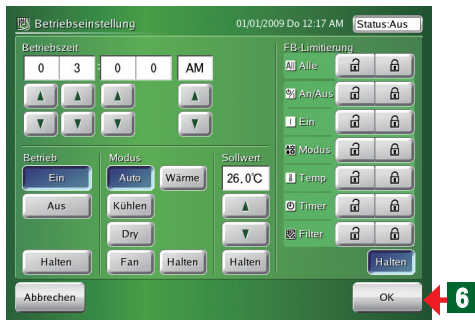 Betriebseinstellung 01/01/2009 Do 12:17 AM Status:Aus
Betriebszeit
0 3 : 0 0 AM
FB-Limitierung
All Alle
An/Aus
Ein
Modus
Temp
Timer
Filter
Halten
Betrieb
Ein
Aus
Halten
Modus
Auto Wärme
Kühlen
Dry
Fan Halten
Sollwert
26,0℃
Halten
Abbrechen OK
6